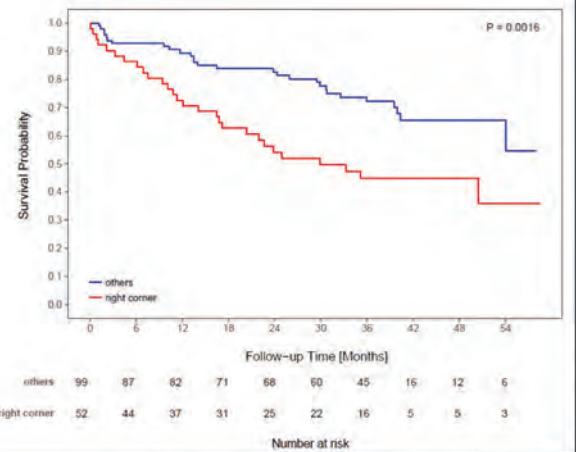 P = 0.0016
1.0
0.9
0.8
0.7
0.6
0.5
0.4
0.3
0.2
0.1
0.0
Survival Probability
others
right corner
0 6 12 18 24 30 36 42 48 54
Follow-up Time [Months]
others 99 87 82 71 68 60 45 16 12 6
right corner 52 44 37 31 25 22 16 5 5 3
Number at risk